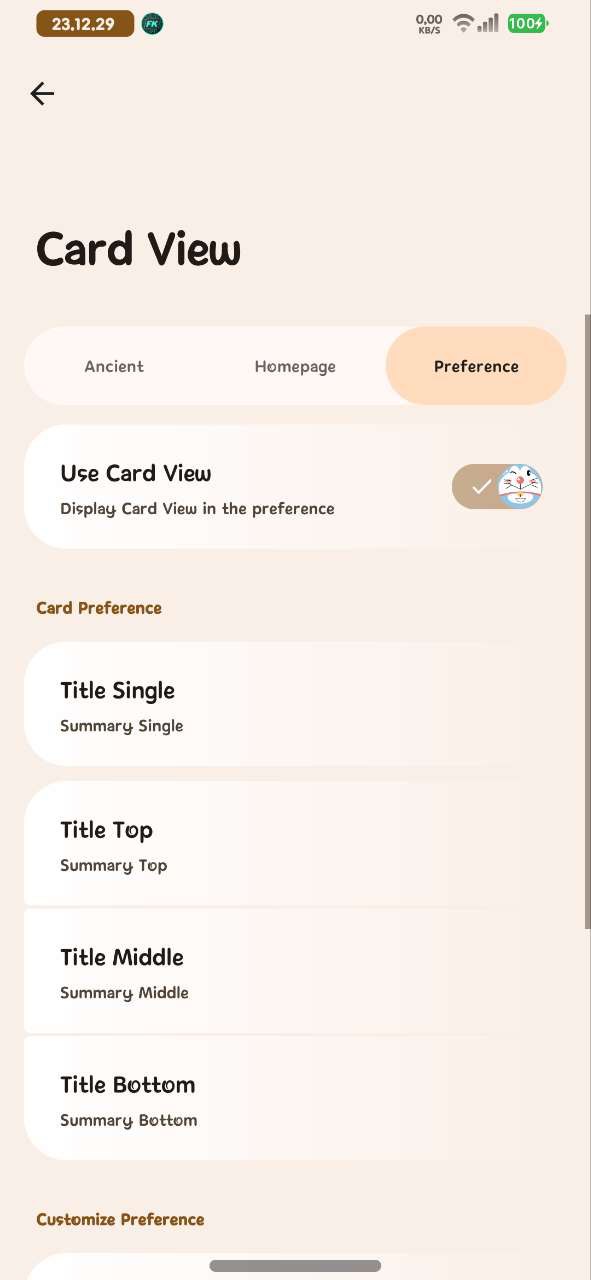 23.12.29 FK 0.00 KB/S 100
Card View
Ancient Homepage Preference
Use Card View
Display Card View in the preference
Card Preference
Title Single
Summary Single
Title Top
Summary Top
Title Middle
Summary Middle
Title Bottom
Summary Bottom
Customize Preference